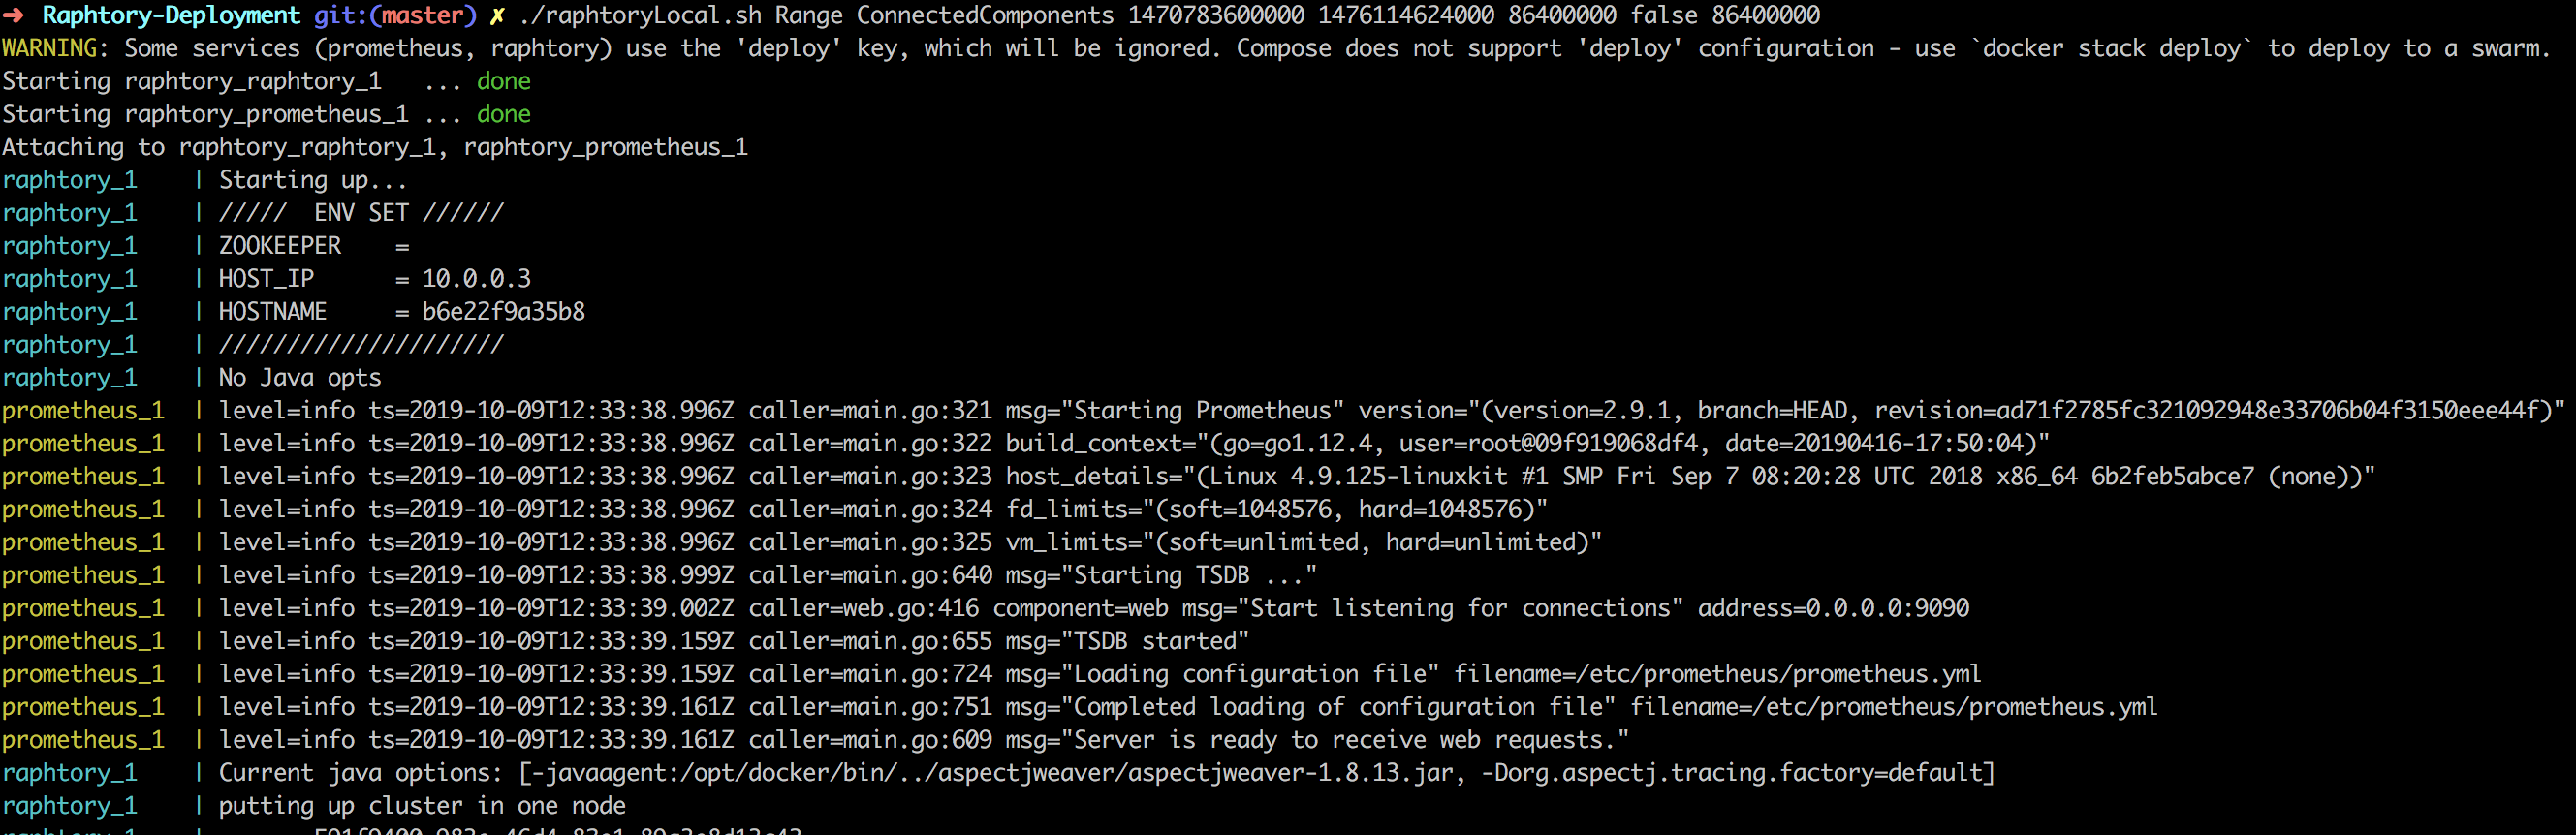 ➜ Raphtory-Deployment git:(master) ✗ ./raphtoryLocal.sh Range ConnectedComponents 1470783600000 1476114624000 86400000 false 86400000
WARNING: Some services (prometheus, raphtory) use the 'deploy' key, which will be ignored. Compose does not support 'deploy' configuration - use `docker stack deploy` to deploy to a swarm.
Starting raphtory_raphtory_1   ... done
Starting raphtory_prometheus_1 ... done
Attaching to raphtory_raphtory_1, raphtory_prometheus_1
raphtory_1    | Starting up...
raphtory_1    | /////  ENV SET //////
raphtory_1    | ZOOKEEPER    =
raphtory_1    | HOST_IP      = 10.0.0.3
raphtory_1    | HOSTNAME     = b6e22f9a35b8
raphtory_1    | /////////////////////
raphtory_1    | No Java opts
prometheus_1  | level=info ts=2019-10-09T12:33:38.996Z caller=main.go:321 msg="Starting Prometheus" version="(version=2.9.1, branch=HEAD, revision=ad71f2785fc321092948e33706b04f3150eee44f)"
prometheus_1  | level=info ts=2019-10-09T12:33:38.996Z caller=main.go:322 build_context="(go=go1.12.4, user=root@09f919068df4, date=20190416-17:50:04)"
prometheus_1  | level=info ts=2019-10-09T12:33:38.996Z caller=main.go:323 host_details="(Linux 4.9.125-linuxkit #1 SMP Fri Sep 7 08:20:28 UTC 2018 x86_64 6b2feb5abce7 (none))"
prometheus_1  | level=info ts=2019-10-09T12:33:38.996Z caller=main.go:324 fd_limits="(soft=1048576, hard=1048576)"
prometheus_1  | level=info ts=2019-10-09T12:33:38.996Z caller=main.go:325 vm_limits="(soft=unlimited, hard=unlimited)"
prometheus_1  | level=info ts=2019-10-09T12:33:38.999Z caller=main.go:640 msg="Starting TSDB ..."
prometheus_1  | level=info ts=2019-10-09T12:33:39.002Z caller=web.go:416 component=web msg="Start listening for connections" address=0.0.0.0:9090
prometheus_1  | level=info ts=2019-10-09T12:33:39.159Z caller=main.go:655 msg="TSDB started"
prometheus_1  | level=info ts=2019-10-09T12:33:39.159Z caller=main.go:724 msg="Loading configuration file" filename=/etc/prometheus/prometheus.yml
prometheus_1  | level=info ts=2019-10-09T12:33:39.161Z caller=main.go:751 msg="Completed loading of configuration file" filename=/etc/prometheus/prometheus.yml
prometheus_1  | level=info ts=2019-10-09T12:33:39.161Z caller=main.go:609 msg="Server is ready to receive web requests."
raphtory_1    | Current java options: [-javaagent:/opt/docker/bin/../aspectjweaver/aspectjweaver-1.8.13.jar, -Dorg.aspectj.tracing.factory=default]
raphtory_1    | putting up cluster in one node
raphtory_1    |